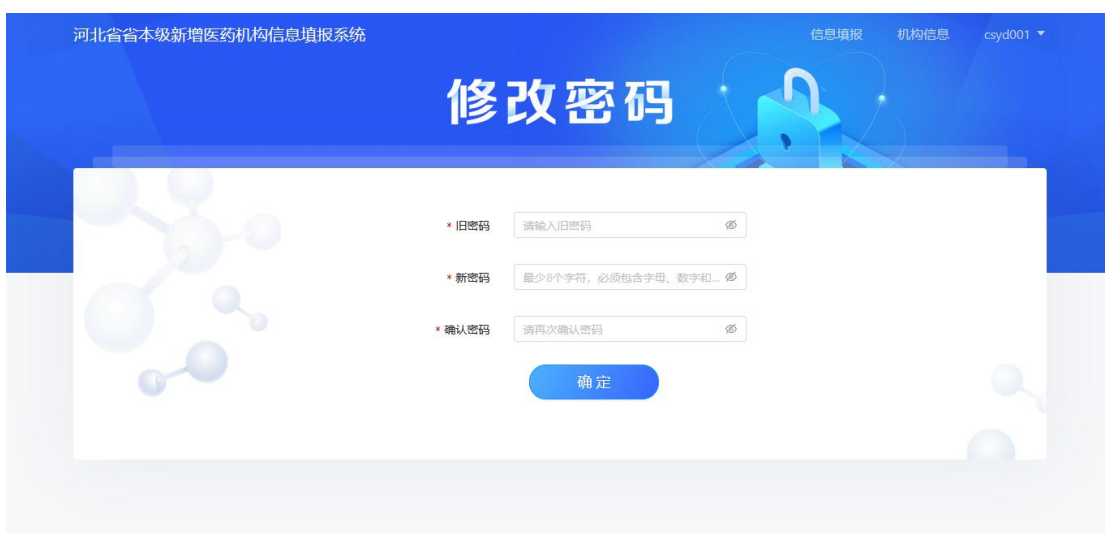 河北省省本级新增医药机构信息填报系统
信息填报 机构信息 csyd001
修改密码
* 旧密码 请输入旧密码
* 新密码 最少8个字符，必须包含字母、数字和...
* 确认密码 请再次确认密码
确定